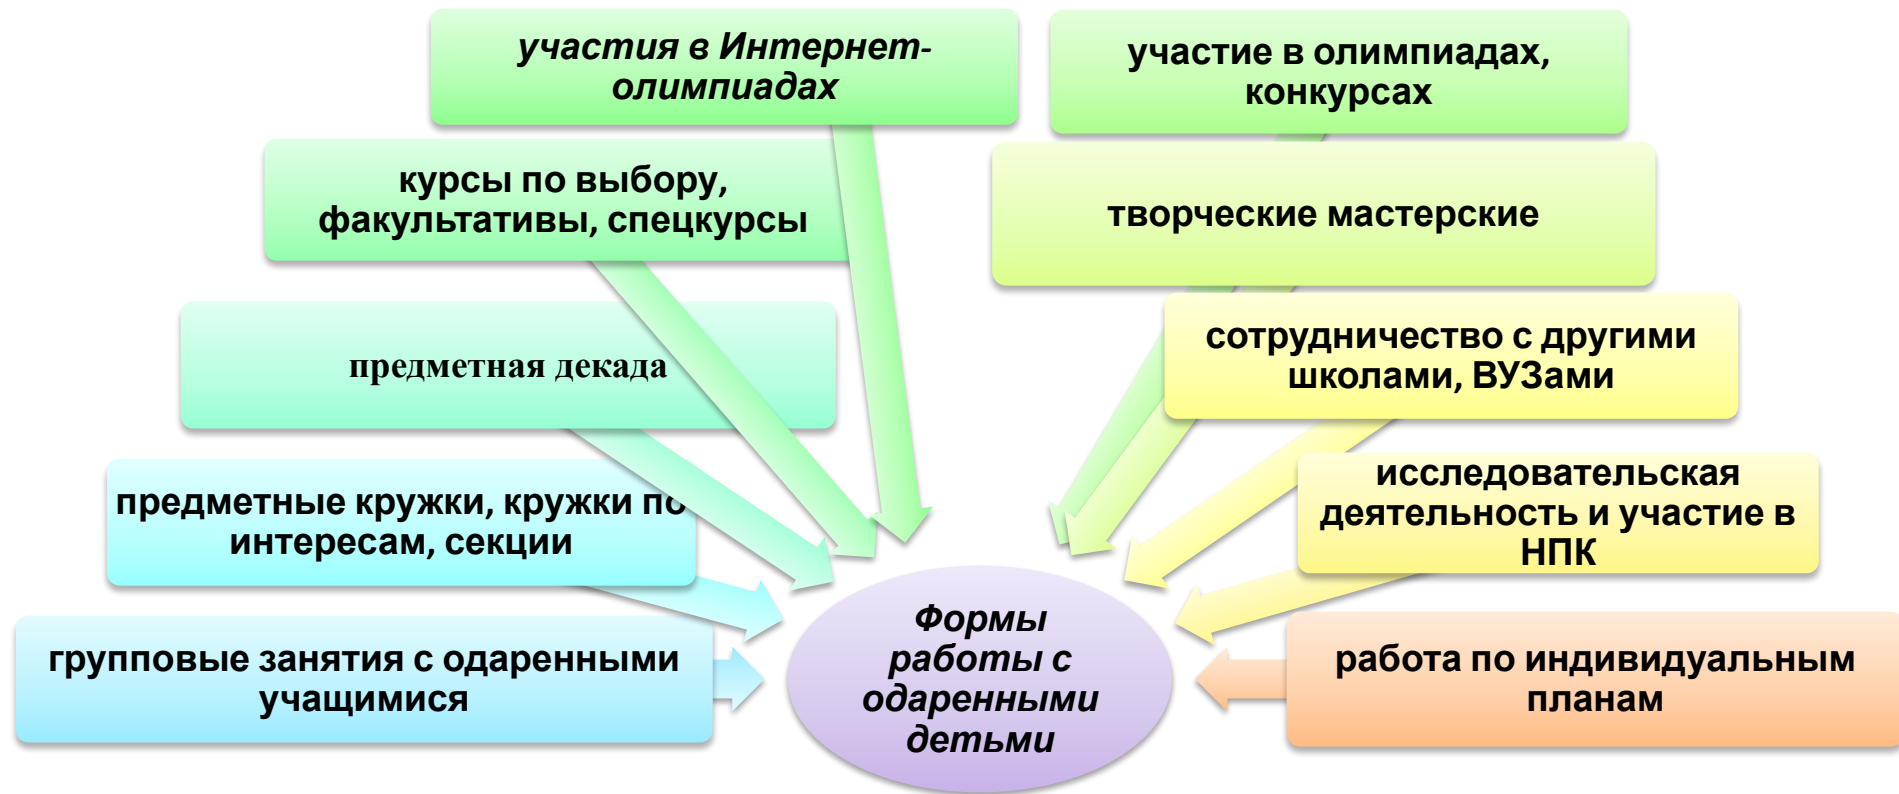 участия в Интернет-
олимпиадах
участие в олимпиадах,
конкурсах
курсы по выбору,
факультативы, спецкурсы
творческие мастерские
предметная декада
сотрудничество с другими
школами, ВУЗами
предметные кружки, кружки по
интересам, секции
исследовательская
деятельность и участие в
НПК
групповые занятия с одаренными
учащимися
Формы
работы с
одаренными
детьми
работа по индивидуальным
планам